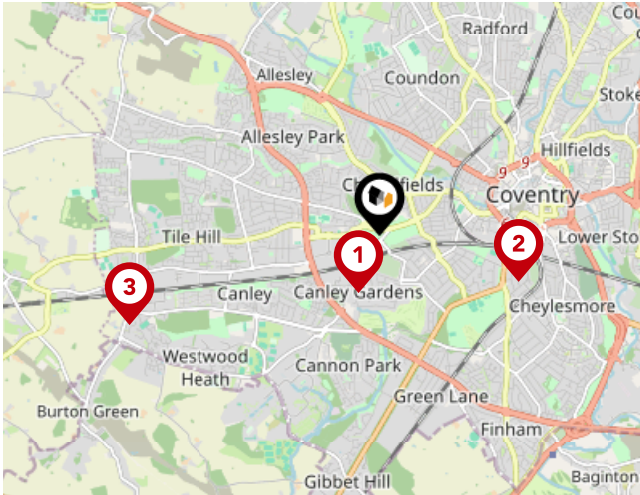 Radford
Cou
Allesley
Coundon
Stoke
Allesley Park
Hillfields
9
9
Coventry
Tile Hill
Lower Sto
1
2
3
Canley
Canley Gardens
Cheylesmore
Westwood
Heath
Cannon Park
Green Lane
Burton Green
Finham
Gibbet Hill
Baginton